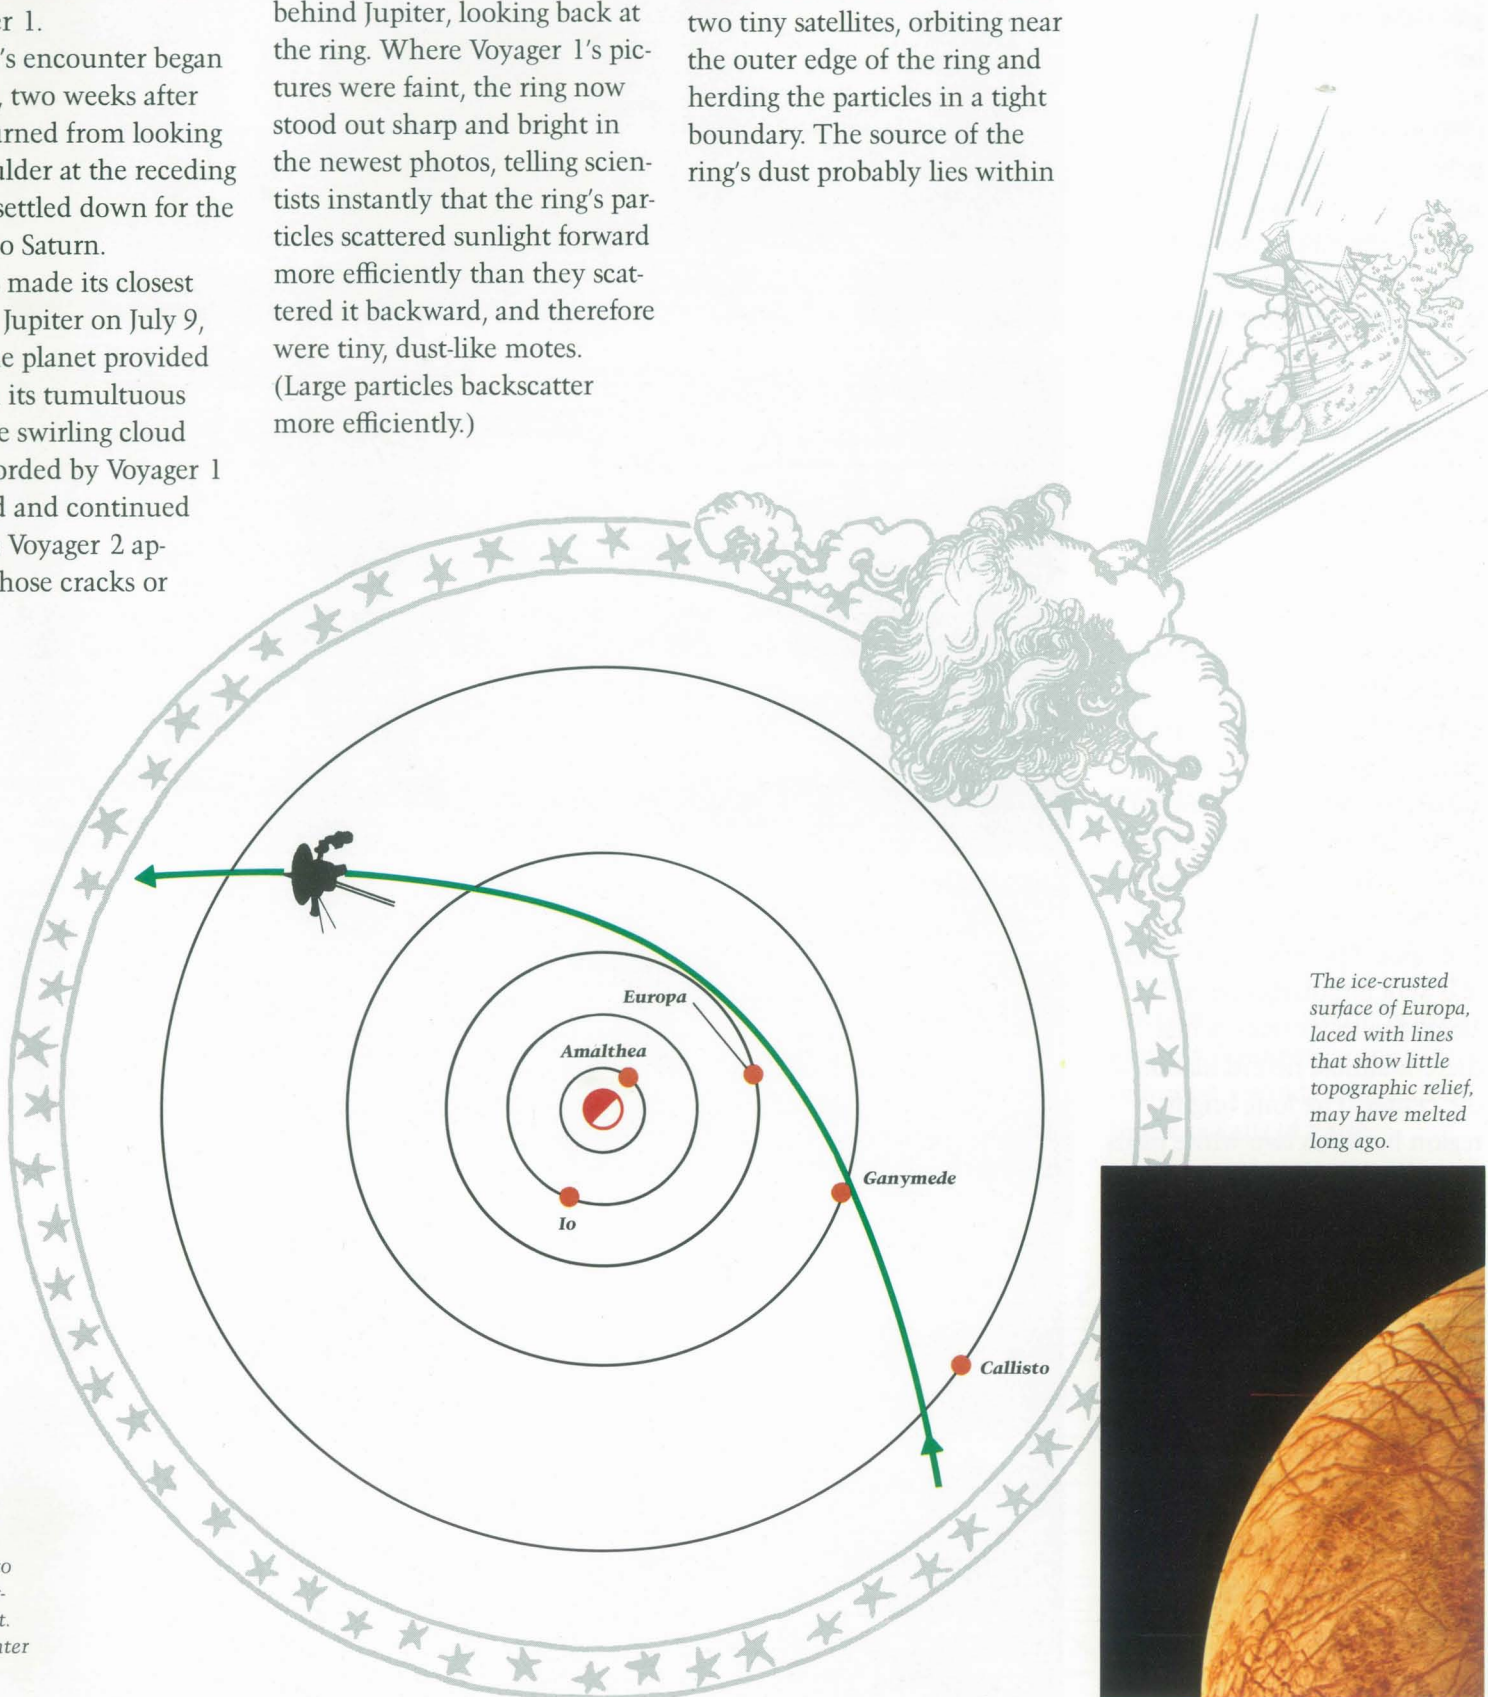 er 1.
's encounter began
, two weeks after
urned from looking
ulder at the receding
settled down for the
o Saturn.
made its closest
Jupiter on July 9,
e planet provided
its tumultuous
e swirling cloud
orded by Voyager 1
d and continued
Voyager 2 ap-
hose cracks or
behind Jupiter, looking back at
the ring. Where Voyager 1's pic-
tures were faint, the ring now
stood out sharp and bright in
the newest photos, telling scien-
tists instantly that the ring's par-
ticles scattered sunlight forward
more efficiently than they scat-
tered it backward, and therefore
were tiny, dust-like motes.
(Large particles backscatter
more efficiently.)
two tiny satellites, orbiting near
the outer edge of the ring and
herding the particles in a tight
boundary. The source of the
ring's dust probably lies within
Europa
Amalthea
Io
Ganymede
Callisto
The ice-crusted
surface of Europa,
laced with lines
that show little
topographic relief,
may have melted
long ago.
o
-
t.
ter